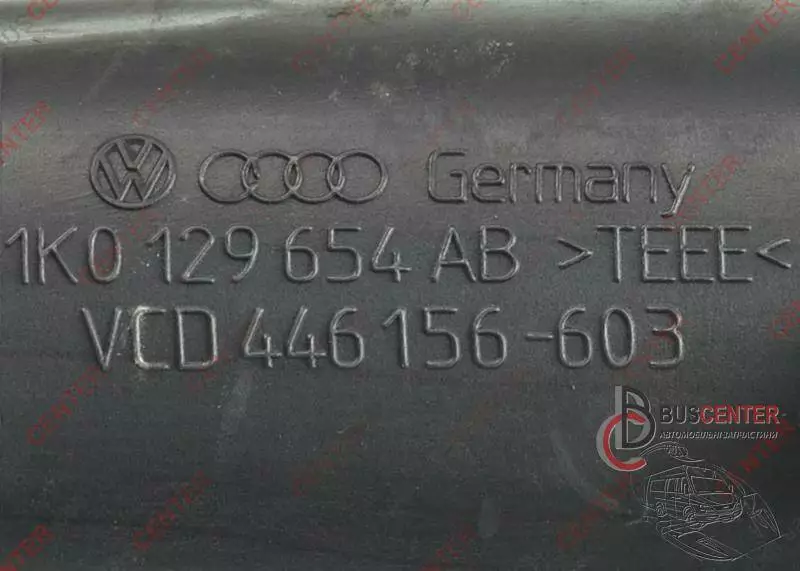 Germany
1K0 129 654 AB >TEEE<
VCD 446 156-603
BUSCENTER
АВТОМОБІЛЬНІ ЗАПЧАСТИНИ